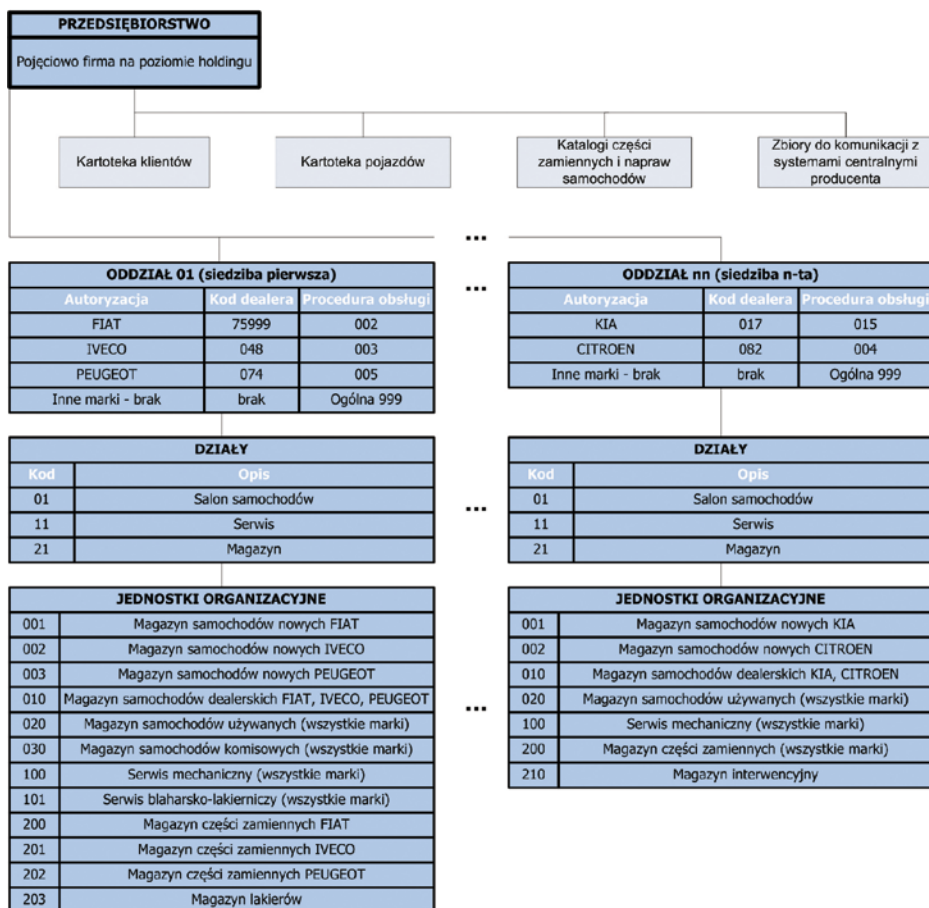 PRZEDSIĘBIORSTWO
Pojęciowo firma na poziomie holdingu
Kartoteka klientów
Kartoteka pojazdów
Katalogi części
zamiennych i napraw
samochodów
Zbiory do komunikacji z
systemami centralnymi
producenta
...
ODDZIAŁ 01 (siedziba pierwsza)
Autoryzacja Kod dealera Procedura obsługi
FIAT 75999 002
IVECO 048 003
PEUGEOT 074 005
Inne marki - brak brak Ogólna 999
...
ODDZIAŁ nn (siedziba n-ta)
Autoryzacja Kod dealera Procedura obsługi
KIA 017 015
CITROEN 082 004
Inne marki - brak brak Ogólna 999
DZIAŁY
Kod Opis
01 Salon samochodów
11 Serwis
21 Magazyn
...
DZIAŁY
Kod Opis
01 Salon samochodów
11 Serwis
21 Magazyn
JEDNOSTKI ORGANIZACYJNE
001 Magazyn samochodów nowych FIAT
002 Magazyn samochodów nowych IVECO
003 Magazyn samochodów nowych PEUGEOT
010 Magazyn samochodów dealerskich FIAT, IVECO, PEUGEOT
020 Magazyn samochodów używanych (wszystkie marki)
030 Magazyn samochodów komisowych (wszystkie marki)
100 Serwis mechaniczny (wszystkie marki)
101 Serwis blaharsko-lakierniczy (wszystkie marki)
200 Magazyn części zamiennych FIAT
201 Magazyn części zamiennych IVECO
202 Magazyn części zamiennych PEUGEOT
203 Magazyn lakierów
...
JEDNOSTKI ORGANIZACYJNE
001 Magazyn samochodów nowych KIA
002 Magazyn samochodów nowych CITROEN
010 Magazyn samochodów dealerskich KIA, CITROEN
020 Magazyn samochodów używanych (wszystkie marki)
100 Serwis mechaniczny (wszystkie marki)
200 Magazyn części zamiennych (wszystkie marki)
210 Magazyn interwencyjny